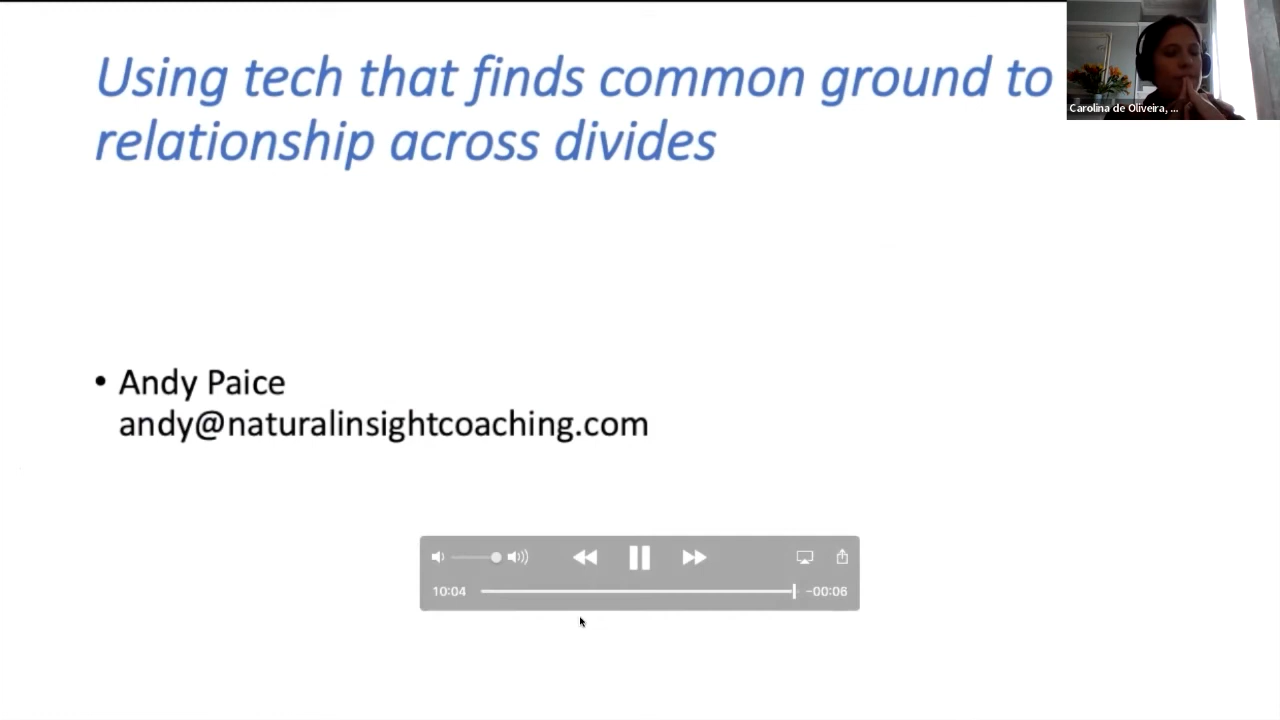 Using tech that finds common ground to
relationship across divides
Carolina de Oliveira, ...
• Andy Paice
andy@naturalinsightcoaching.com
10:04
-00:06